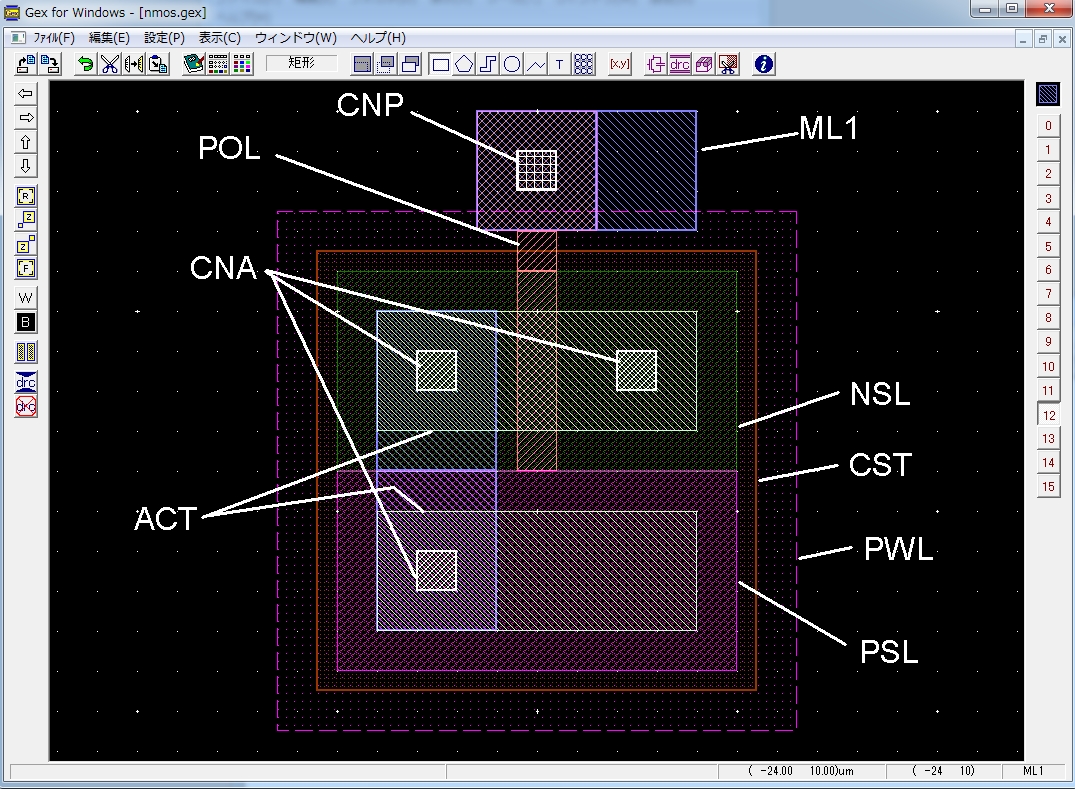 Gex for Windows - [nmos.gex]
ファイル(F) 編集(E) 設定(P) 表示(C) ウィンドウ(W) ヘルプ(H)
矩形
T
[x,y]
drc
CNP
ML1
POL
CNA
NSL
CST
ACT
PWL
PSL
R
Z
Z
F
W
B
drc
drc
0
1
2
3
4
5
6
7
8
9
10
11
12
13
14
15
( -24.00 10.00)um ( -24 10) ML1